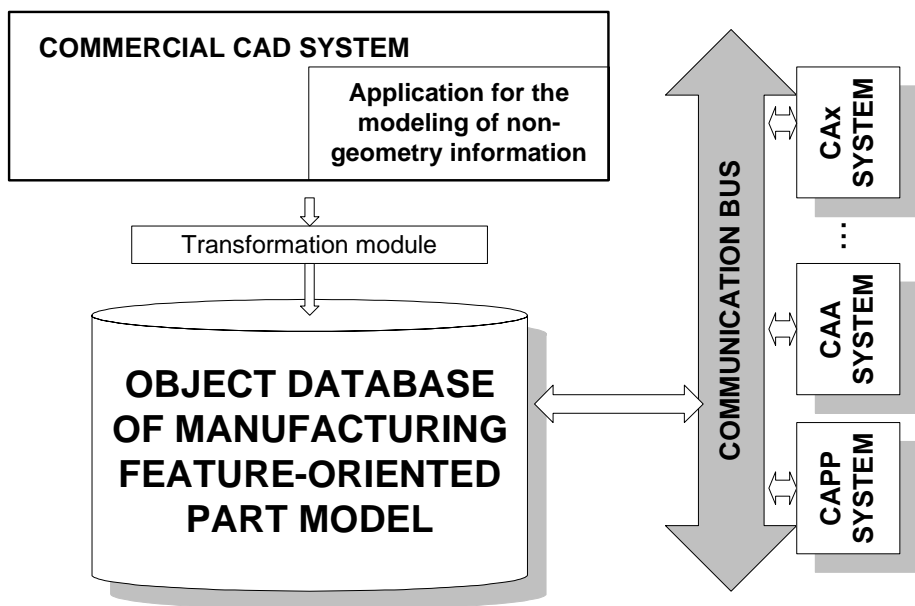 COMMERCIAL CAD SYSTEM
Application for the
modeling of non-
geometry information
Transformation module
OBJECT DATABASE
OF MANUFACTURING
FEATURE-ORIENTED
PART MODEL
COMMUNICATION BUS
CAx
SYSTEM
...
CAA
SYSTEM
CAPP
SYSTEM